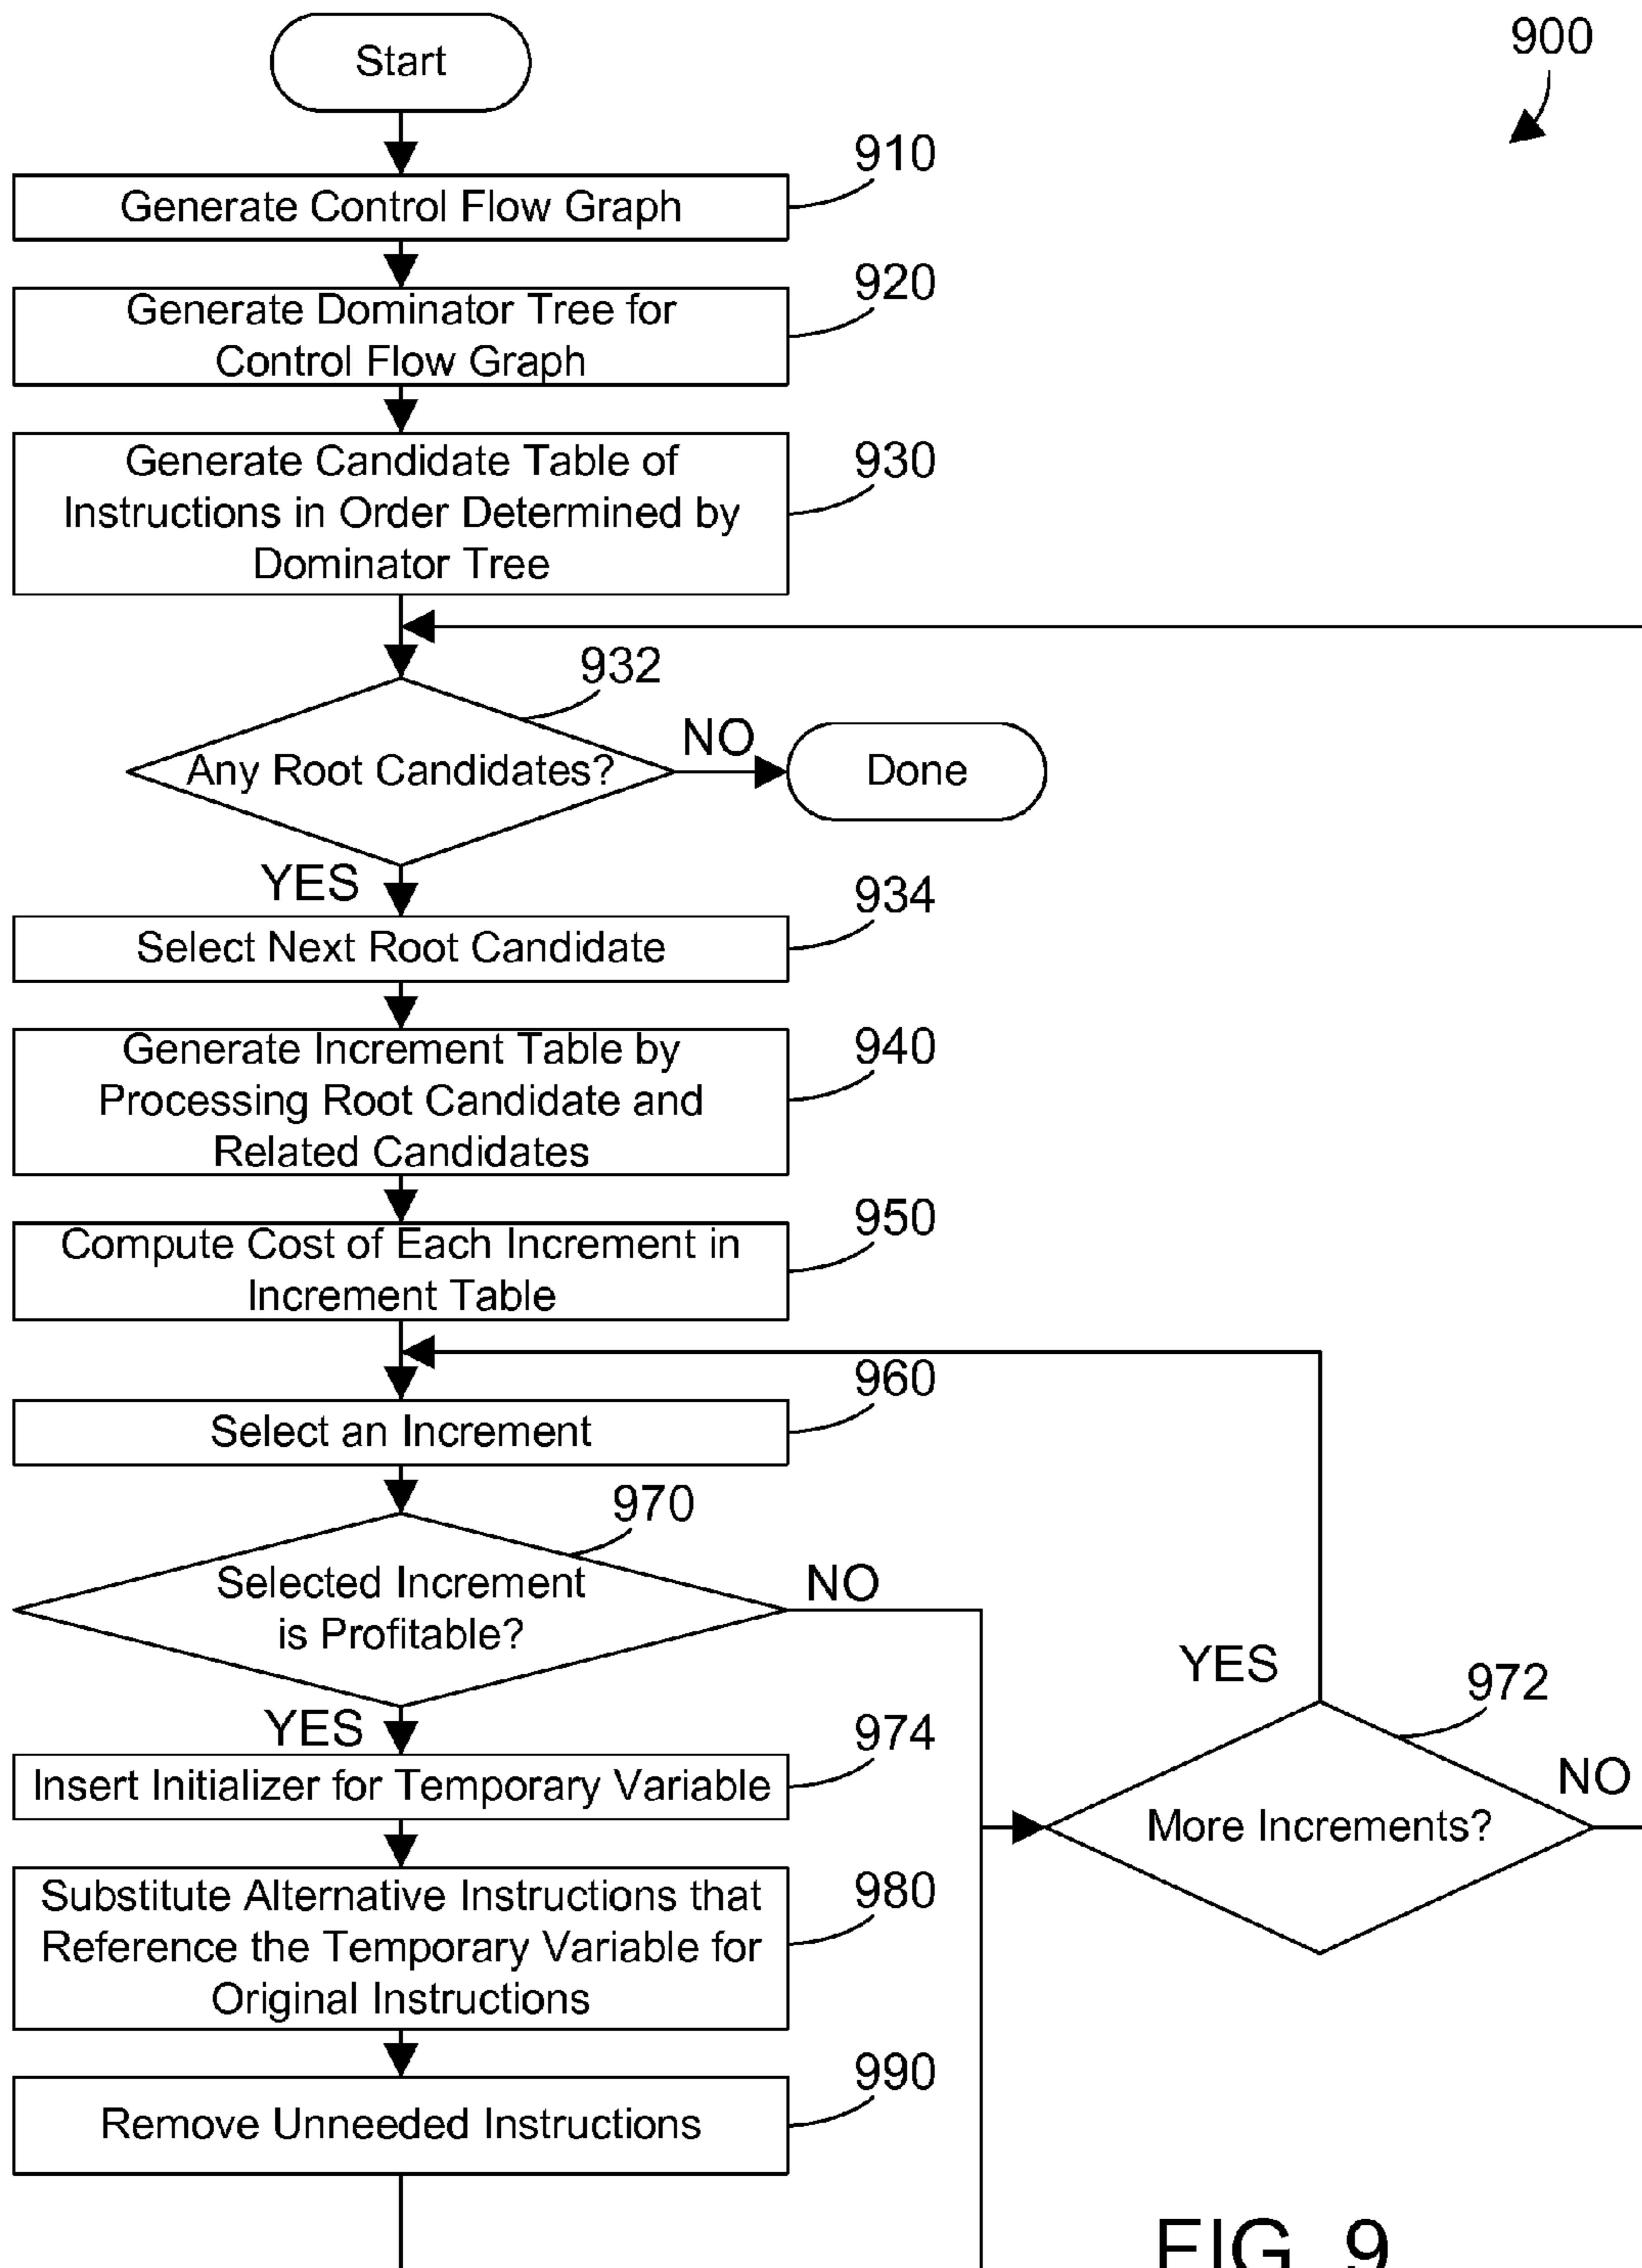 Start
900
910
Generate Control Flow Graph
920
Generate Dominator Tree for
Control Flow Graph
930
Generate Candidate Table of
Instructions in Order Determined by
Dominator Tree
932
Any Root Candidates?
NO
Done
YES
934
Select Next Root Candidate
940
Generate Increment Table by
Processing Root Candidate and
Related Candidates
950
Compute Cost of Each Increment in
Increment Table
960
Select an Increment
970
Selected Increment
is Profitable?
NO
YES
972
More Increments?
NO
YES
974
Insert Initializer for Temporary Variable
980
Substitute Alternative Instructions that
Reference the Temporary Variable for
Original Instructions
990
Remove Unneeded Instructions
FIG. 9